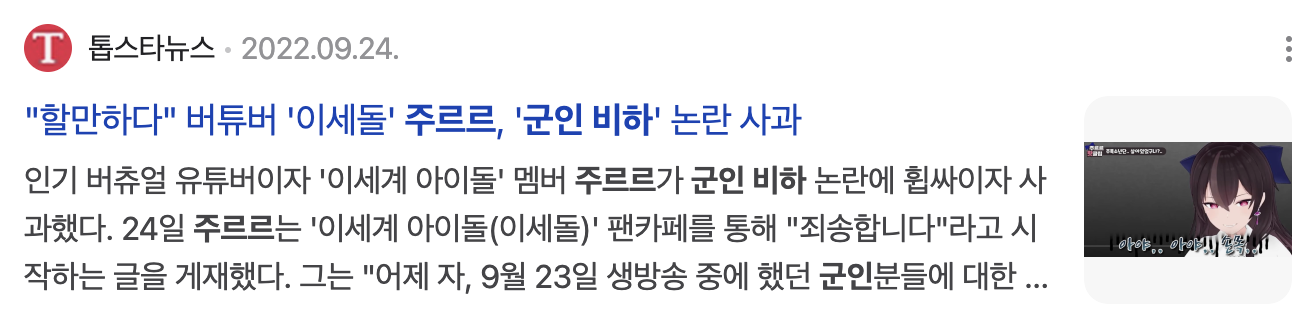 T 톱스타뉴스 · 2022.09.24.
"할만하다" 버튜버 '이세돌' 주르르, '군인 비하' 논란 사과
인기 버츄얼 유튜버이자 '이세계 아이돌' 멤버 주르르가 군인 비하 논란에 휩싸이자 사
과했다. 24일 주르르는 '이세계 아이돌(이세돌)' 팬카페를 통해 "죄송합니다"라고 시
작하는 글을 게재했다. 그는 "어제 자, 9월 23일 생방송 중에 했던 군인분들에 대한 ...
아야.. 아야!!